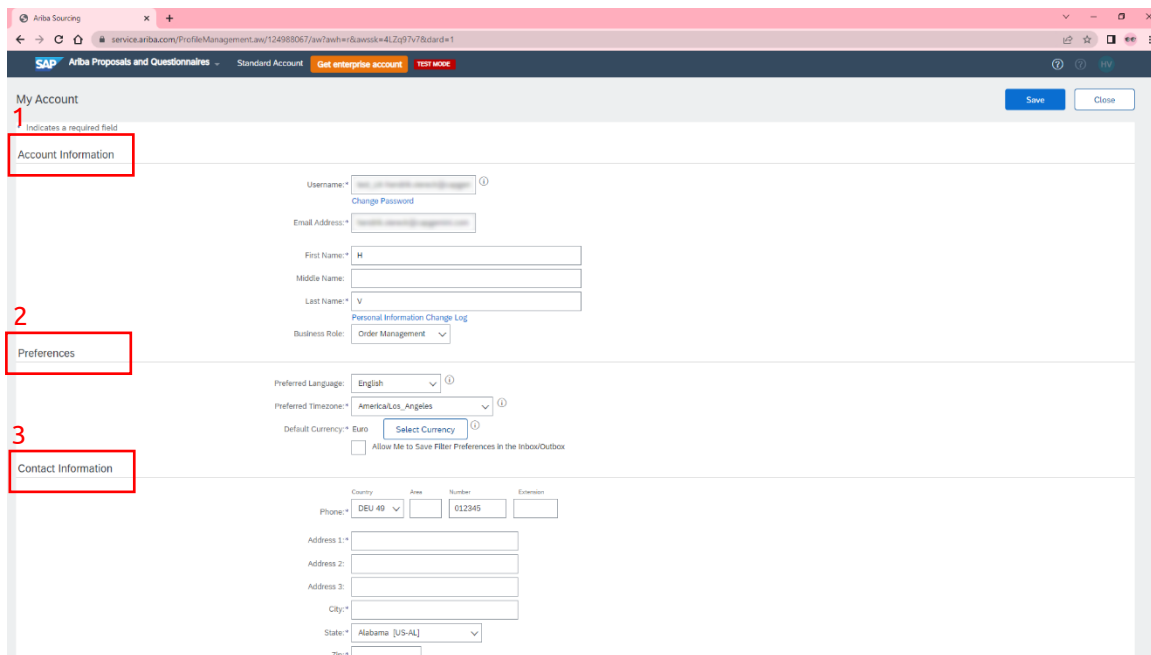 Ariba Sourcing
service.ariba.com/ProfileManagement.aw/124988067/aw?awh=r&awssk=4LZq97v7&dard=1
SAP Ariba Proposals and Questionnaires Standard Account Get enterprise account TEST MODE HV
My Account Save Close
1
* Indicates a required field
Account Information
Username:*
Change Password
Email Address:*
First Name:* H
Middle Name:
Last Name:* V
Personal Information Change Log
2
Business Role: Order Management
Preferences
Preferred Language: English
Preferred Timezone:* America/Los_Angeles
Default Currency:* Euro Select Currency
3
Allow Me to Save Filter Preferences in the Inbox/Outbox
Contact Information
Country Area Number Extension
Phone:* DEU 49 012345
Address 1:*
Address 2:
Address 3:
City:*
State:* Alabama [US-AL]
Zip:*